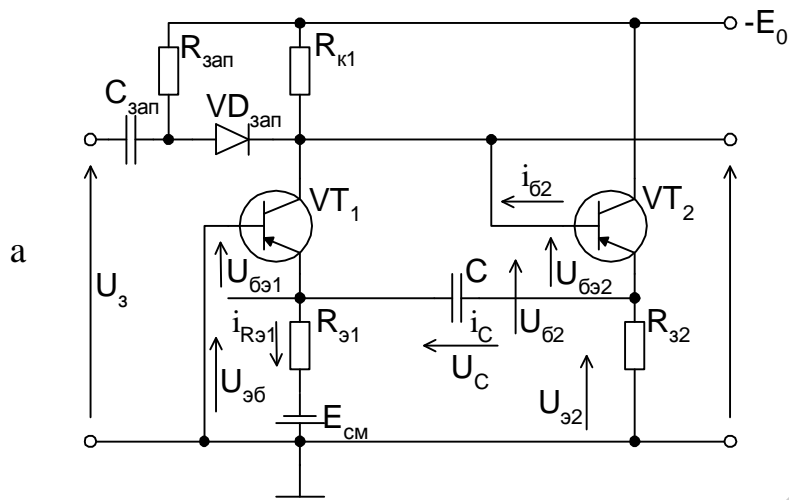 -E₀
Rзап
Rк1
Cзап
VDзап
iб2
VT₁
VT₂
а
Uбэ1
C
Uбэ2
Uз
iRэ1
Rэ1
iC
Uб2
Rз2
UC
Uэб
Uэ2
Eсм